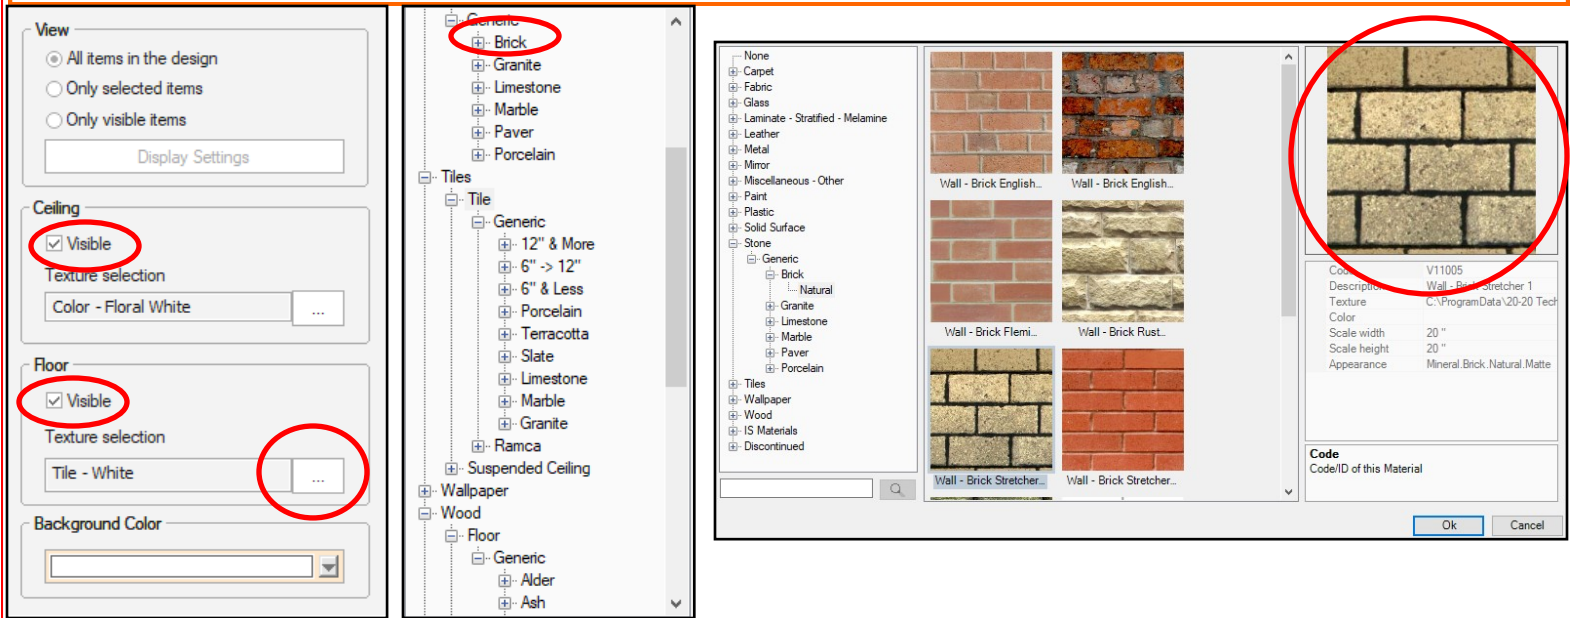 View
All items in the design
Only selected items
Only visible items
Display Settings
Ceiling
Visible
Texture selection
Color - Floral White
...
Floor
Visible
Texture selection
Tile - White
...
Background Color
Generic
Brick
Granite
Limestone
Marble
Paver
Porcelain
Tiles
Tile
Generic
12" & More
6" -> 12"
6" & Less
Porcelain
Terracotta
Slate
Limestone
Marble
Granite
Ramca
Suspended Ceiling
Wallpaper
Wood
Floor
Generic
Alder
Ash
None
Carpet
Fabric
Glass
Laminate - Stratified - Melamine
Leather
Metal
Mirror
Miscellaneous - Other
Paint
Plastic
Solid Surface
Stone
Generic
Brick
Natural
Granite
Limestone
Marble
Paver
Porcelain
Tiles
Wallpaper
Wood
IS Materials
Discontinued
Wall - Brick English...
Wall - Brick English...
Wall - Brick Flemi...
Wall - Brick Rust...
Wall - Brick Stretcher...
Wall - Brick Stretcher...
Code V11005
Description Wall - Brick Stretcher 1
Texture C:\ProgramData\20-20 Tech
Color
Scale width 20 "
Scale height 20 "
Appearance Mineral.Brick.Natural.Matte
Code
Code/ID of this Material
Ok Cancel